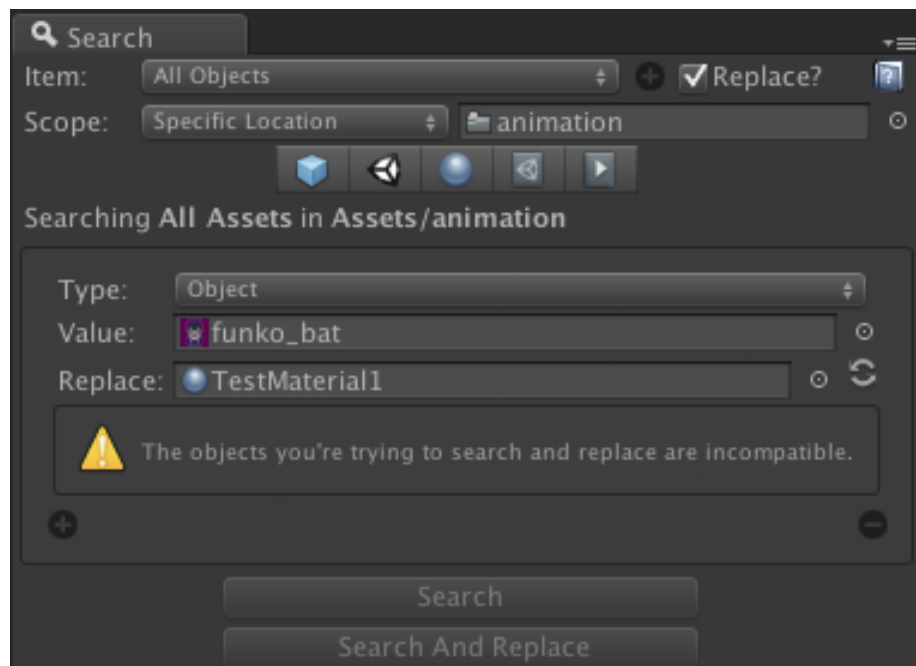 Search
Item: All Objects Replace?
Scope: Specific Location animation
Searching All Assets in Assets/animation
Type: Object
Value: funko_bat
Replace: TestMaterial1
The objects you're trying to search and replace are incompatible.
Search
Search And Replace